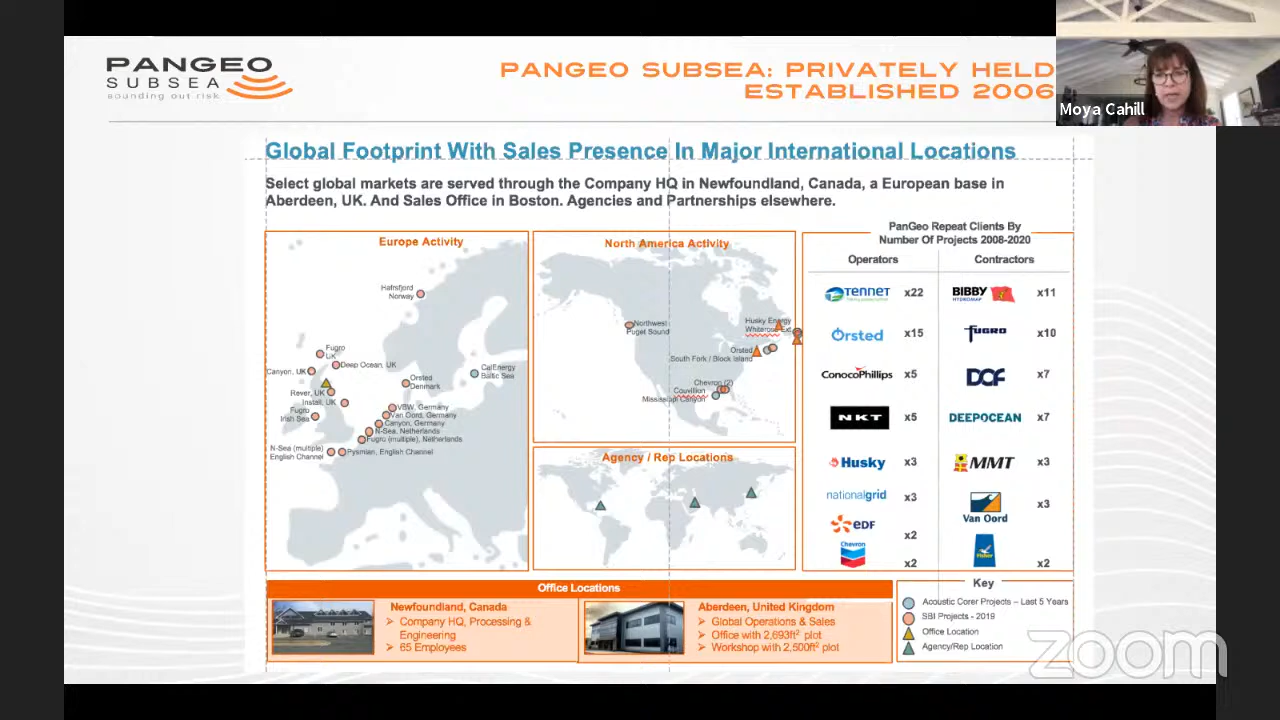 PANGEO
SUBSEA
sounding out risk
PANGEO SUBSEA: PRIVATELY HELD
ESTABLISHED 2006
Moya Cahill
Global Footprint With Sales Presence In Major International Locations
Select global markets are served through the Company HQ in Newfoundland, Canada, a European base in
Aberdeen, UK. And Sales Office in Boston. Agencies and Partnerships elsewhere.
Europe Activity
Hafrsfjord
Norway
Fugro
UK
Deep Ocean, UK
Canyon, UK
CalEnergy
Baltic Sea
Orsted
Denmark
Rever, UK
Install, UK
Fugro
Irish Sea
VBW, Germany
Van Oord, Germany
Canyon, Germany
N-Sea, Netherlands
Fugro (multiple), Netherlands
N-Sea (multiple)
English Channel
Prysmian, English Channel
North America Activity
Northwest
Puget Sound
Husky Energy
Whiterose Ext.
Orsted
South Fork / Block Island
Chevron (2)
Couvillion
Mississippi Canyon
Agency / Rep Locations
PanGeo Repeat Clients By
Number Of Projects 2008-2020
Operators
Contractors
TENNET x22
BIBBY HYDROMAP x11
Ørsted x15
FUGRO x10
ConocoPhillips x5
DOF x7
NKT x5
DEEPOCEAN x7
Husky x3
MMT x3
nationalgrid x3
Van Oord x3
eDF x2
Chevron x2
Fisher x2
Office Locations
Newfoundland, Canada
➢ Company HQ, Processing &
Engineering
➢ 65 Employees
Aberdeen, United Kingdom
➢ Global Operations & Sales
➢ Office with 2,693ft² plot
➢ Workshop with 2,500ft² plot
Key
Acoustic Corer Projects – Last 5 Years
SBI Projects - 2019
Office Location
Agency/Rep Location
zoom